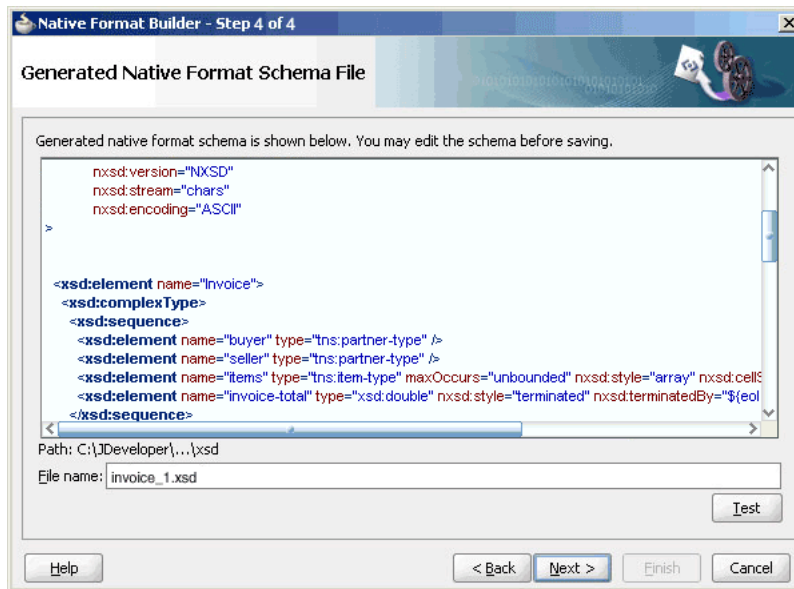 Native Format Builder - Step 4 of 4
Generated Native Format Schema File
Generated native format schema is shown below. You may edit the schema before saving.
nxsd:version="NXSD"
nxsd:stream="chars"
nxsd:encoding="ASCII"
>
<xsd:element name="Invoice">
<xsd:complexType>
<xsd:sequence>
<xsd:element name="buyer" type="tns:partner-type" />
<xsd:element name="seller" type="tns:partner-type" />
<xsd:element name="items" type="tns:item-type" maxOccurs="unbounded" nxsd:style="array" nxsd:cellS
<xsd:element name="invoice-total" type="xsd:double" nxsd:style="terminated" nxsd:terminatedBy="${eol
</xsd:sequence>
Path: C:\JDeveloper\...\xsd
File name: invoice_1.xsd
Test
Help < Back Next > Finish Cancel